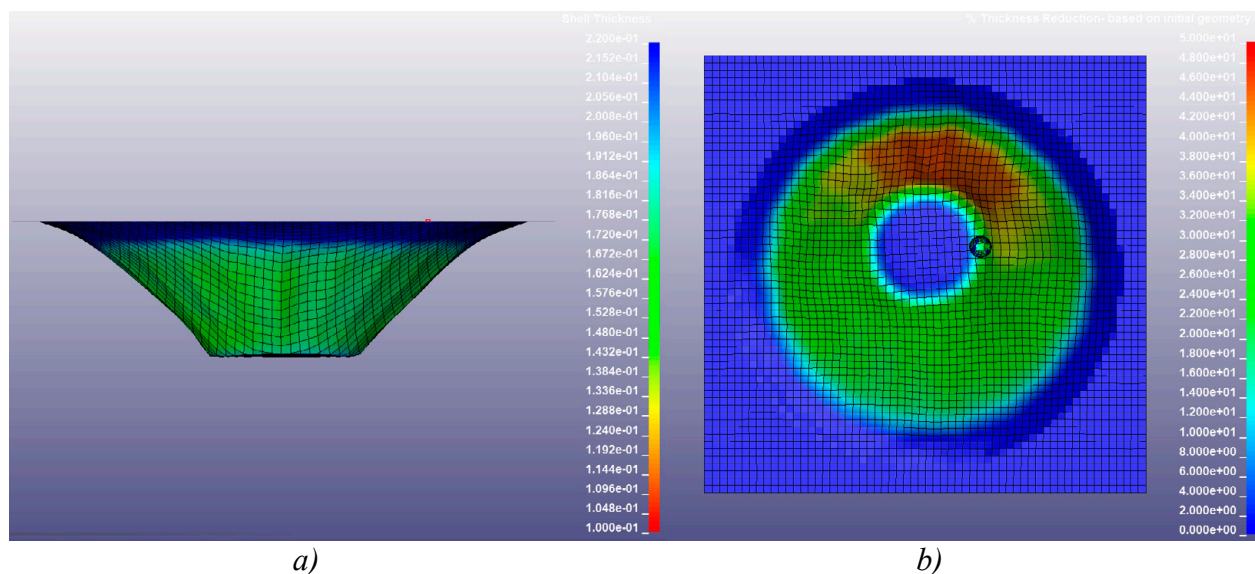 Shell Thickness
2.200e-01
2.152e-01
2.104e-01
2.056e-01
2.008e-01
1.960e-01
1.912e-01
1.864e-01
1.816e-01
1.768e-01
1.720e-01
1.672e-01
1.624e-01
1.576e-01
1.528e-01
1.480e-01
1.432e-01
1.384e-01
1.336e-01
1.288e-01
1.240e-01
1.192e-01
1.144e-01
1.096e-01
1.048e-01
1.000e-01
a)
% Thickness Reduction- based on initial geometry
5.000e+01
4.800e+01
4.600e+01
4.400e+01
4.200e+01
4.000e+01
3.800e+01
3.600e+01
3.400e+01
3.200e+01
3.000e+01
2.800e+01
2.600e+01
2.400e+01
2.200e+01
2.000e+01
1.800e+01
1.600e+01
1.400e+01
1.200e+01
1.000e+01
8.000e+00
6.000e+00
4.000e+00
2.000e+00
0.000e+00
b)